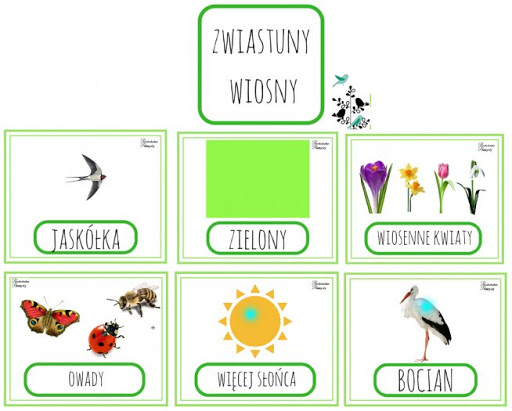 ZWIASTUNY
WIOSNY
JASKÓŁKA
ZIELONY
WIOSENNE KWIATY
OWADY
WIĘCEJ SŁOŃCA
BOCIAN